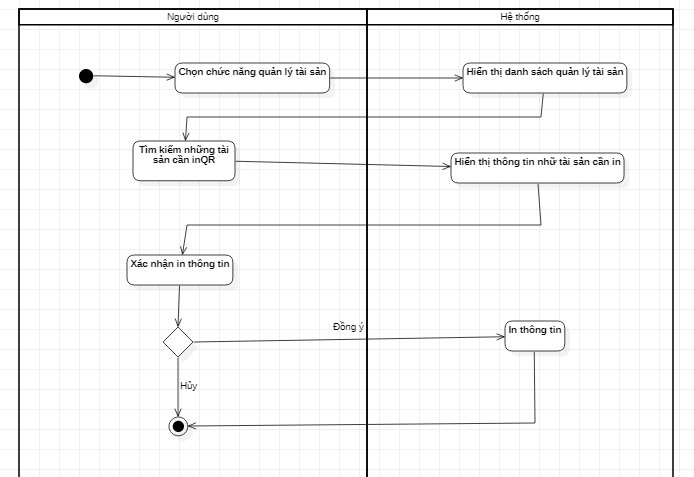 Người dùng
Hệ thống
Chọn chức năng quản lý tài sản
Hiển thị danh sách quản lý tài sản
Tìm kiếm những tài
sản cần inQR
Hiển thị thông tin nhữ tài sản cần in
Xác nhận in thông tin
Đồng ý
In thông tin
Hủy